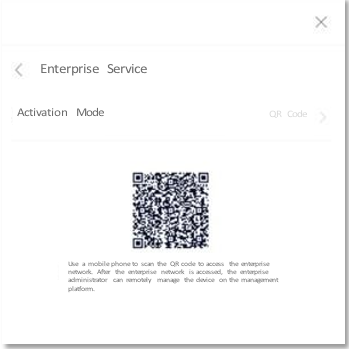 Enterprise Service
Activation Mode
QR Code
Use a mobile phone to scan the QR code to access the enterprise
network. After the enterprise network is accessed, the enterprise
administrator can remotely manage the device on the management
platform.